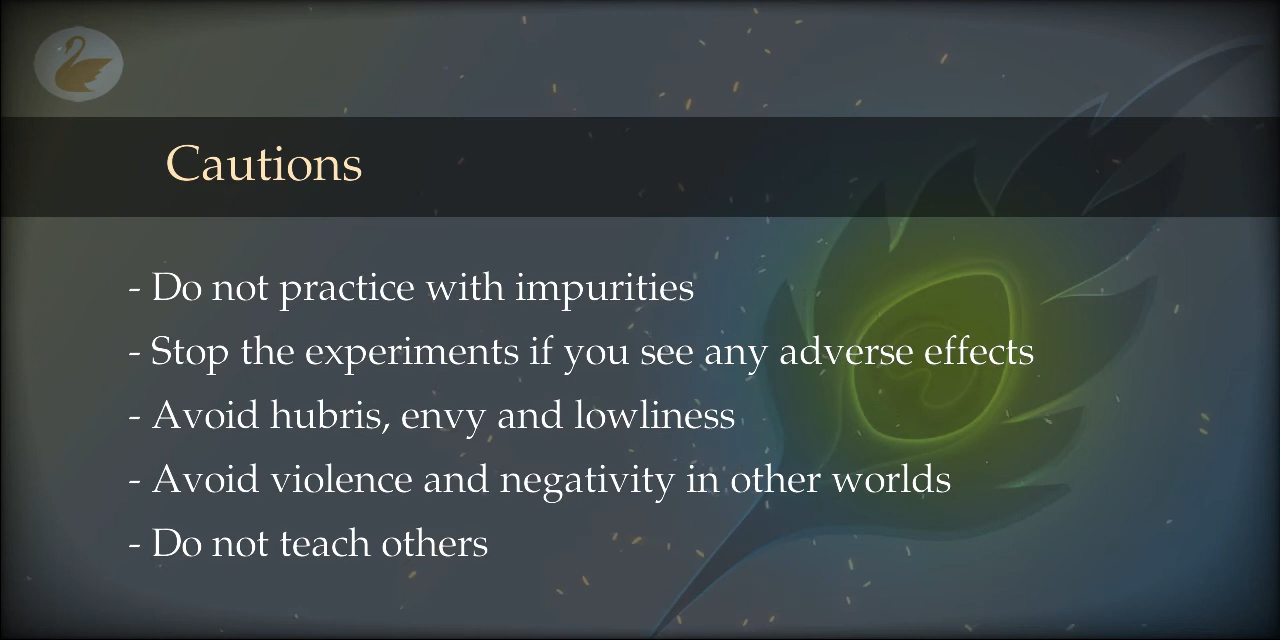 Cautions
- Do not practice with impurities
- Stop the experiments if you see any adverse effects
- Avoid hubris, envy and lowliness
- Avoid violence and negativity in other worlds
- Do not teach others